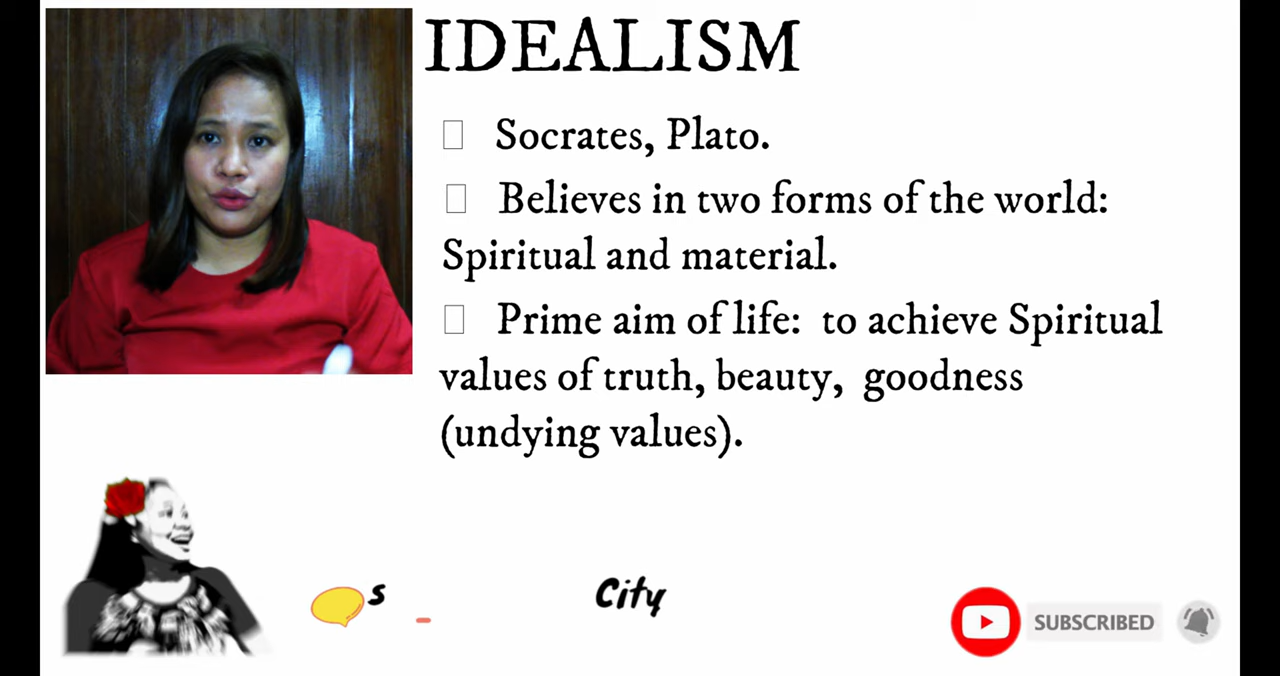 IDEALISM
Socrates, Plato.
Believes in two forms of the world:
Spiritual and material.
Prime aim of life: to achieve Spiritual
values of truth, beauty, goodness
(undying values).
s
City
SUBSCRIBED